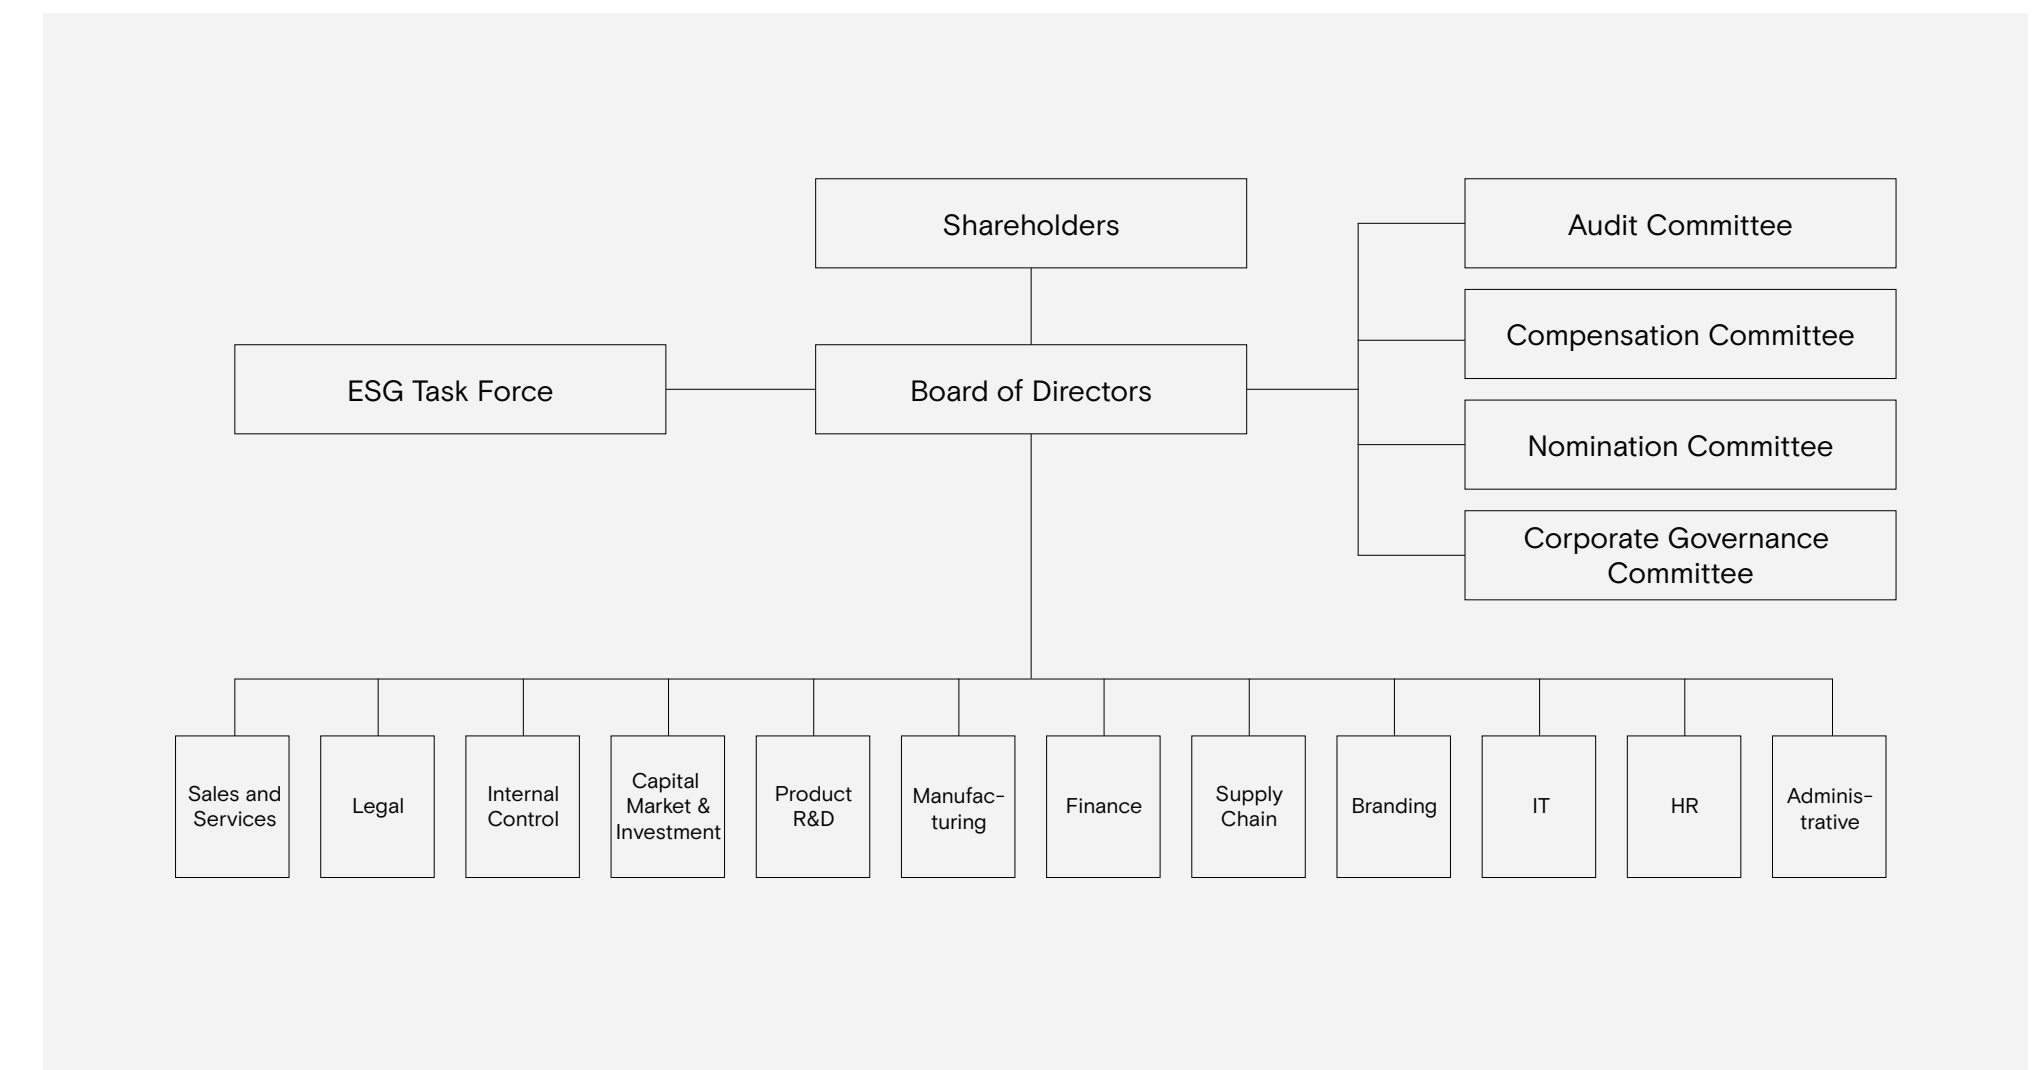 Shareholders
Audit Committee
Compensation Committee
ESG Task Force
Board of Directors
Nomination Committee
Corporate Governance
Committee
Sales and
Services
Legal
Internal
Control
Capital
Market &
Investment
Product
R&D
Manufac-
turing
Finance
Supply
Chain
Branding
IT
HR
Adminis-
trative